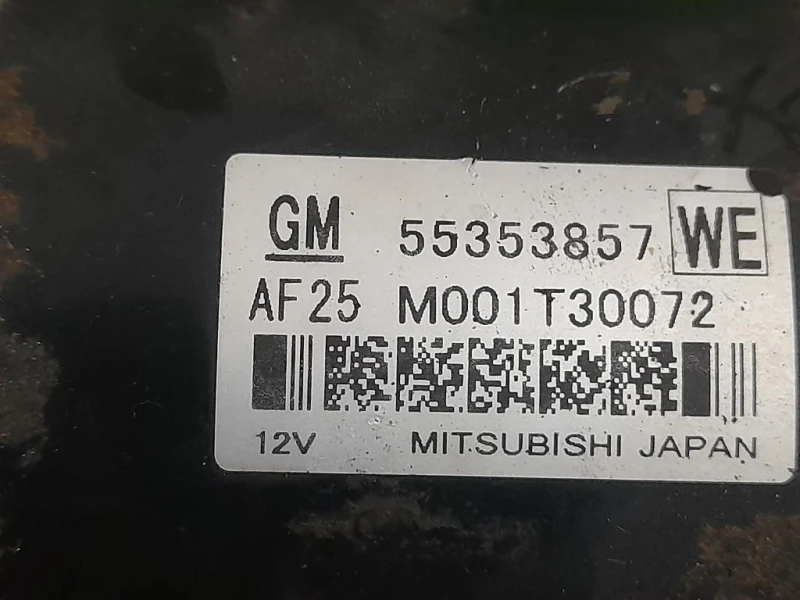 GM 55353857 WE
AF25 M001T30072
12V MITSUBISHI JAPAN